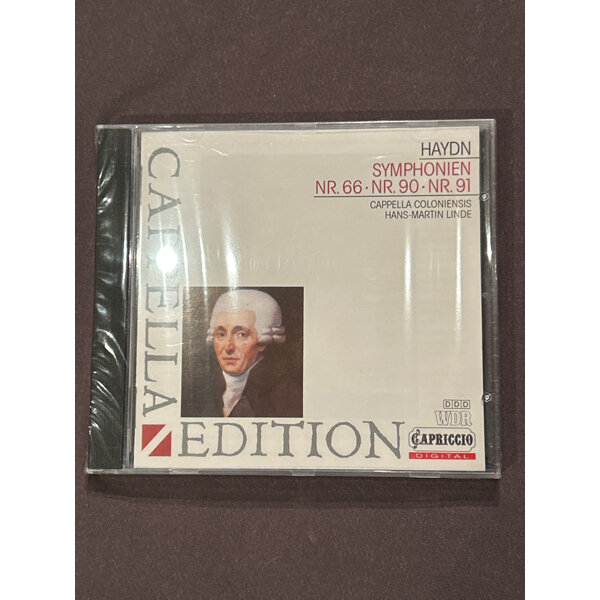 HAYDN
SYMPHONIEN
NR. 66 · NR. 90 · NR. 91
CAPPELLA COLONIENSIS
HANS-MARTIN LINDE
CAPPELLA
EDITION
DDD
WDR
CAPRICCIO
DIGITAL